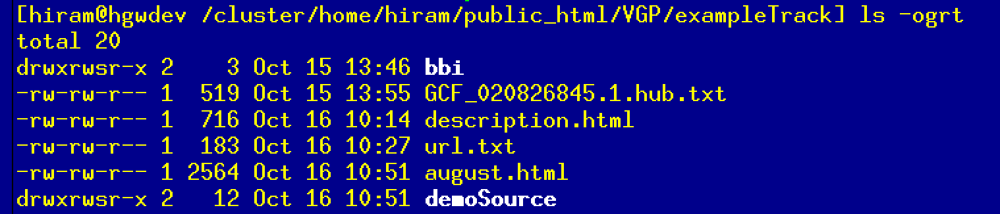 [hiram@hgwdev /cluster/home/hiram/public_html/VGP/exampleTrack] ls -ogrt
total 20
drwxrwsr-x 2    3 Oct 15 13:46 bbi
-rw-rw-r-- 1  519 Oct 15 13:55 GCF_020826845.1.hub.txt
-rw-rw-r-- 1  716 Oct 16 10:14 description.html
-rw-rw-r-- 1  183 Oct 16 10:27 url.txt
-rw-rw-r-- 1 2564 Oct 16 10:51 august.html
drwxrwsr-x 2   12 Oct 16 10:51 demoSource